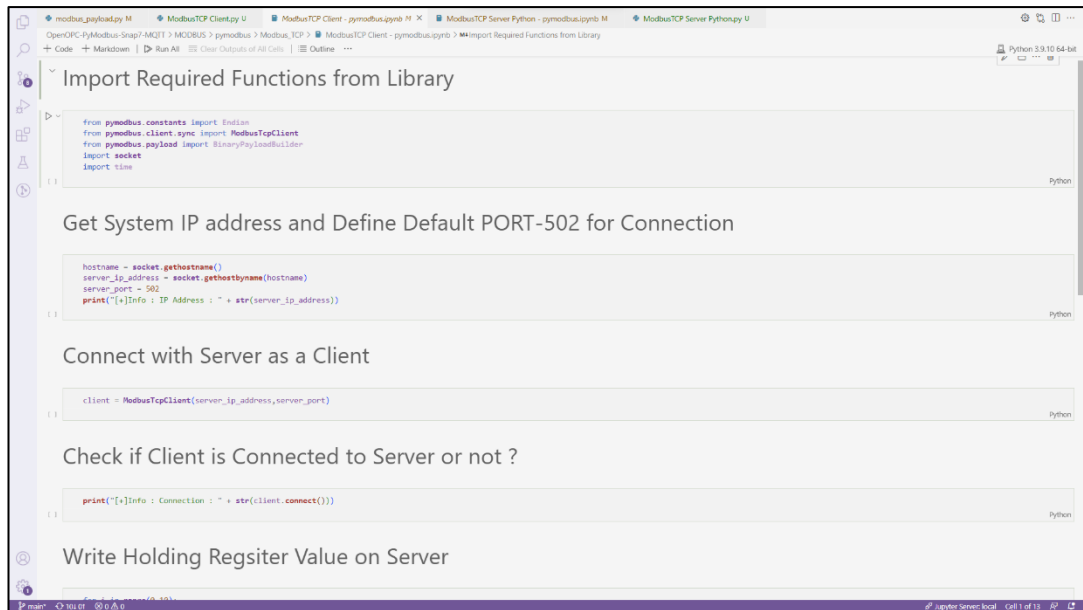 modbus_payload.py M
ModbusTCP Client.py U
ModbusTCP Client - pymodbus.ipynb M
ModbusTCP Server Python - pymodbus.ipynb M
ModbusTCP Server Python.py U
OpenOPC-PyModbus-Snap7-MQTT > MODBUS > pymodbus > Modbus_TCP > ModbusTCP Client - pymodbus.ipynb > Import Required Functions from Library
+ Code + Markdown | Run All Clear Outputs of All Cells | Outline ...
Python 3.9.10 64-bit
Import Required Functions from Library
from pymodbus.constants import Endian
from pymodbus.client.sync import ModbusTcpClient
from pymodbus.payload import BinaryPayloadBuilder
import socket
import time
[ ]
Python
Get System IP address and Define Default PORT-502 for Connection
hostname = socket.gethostname()
server_ip_address = socket.gethostbyname(hostname)
server_port = 502
print("[+]Info : IP Address : " + str(server_ip_address))
[ ]
Python
Connect with Server as a Client
client = ModbusTcpClient(server_ip_address,server_port)
[ ]
Python
Check if Client is Connected to Server or not ?
print("[+]Info : Connection : " + str(client.connect()))
[ ]
Python
Write Holding Regsiter Value on Server
main*
0 0
Jupyter Server: local Cell 1 of 13